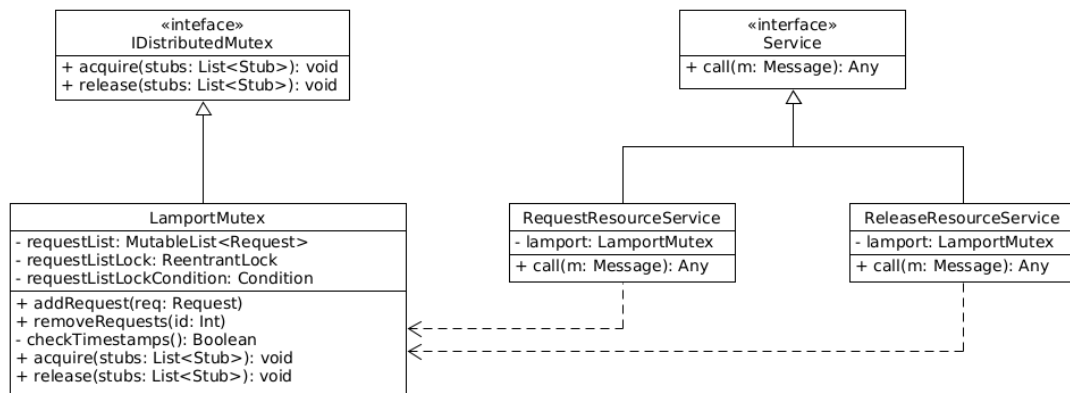 «inteface»
IDistributedMutex
+ acquire(stubs: List<Stub>): void
+ release(stubs: List<Stub>): void
«interface»
Service
+ call(m: Message): Any
LamportMutex
- requestList: MutableList<Request>
- requestListLock: ReentrantLock
- requestListLockCondition: Condition
+ addRequest(req: Request)
+ removeRequests(id: Int)
- checkTimestamps(): Boolean
+ acquire(stubs: List<Stub>): void
+ release(stubs: List<Stub>): void
RequestResourceService
- lamport: LamportMutex
+ call(m: Message): Any
ReleaseResourceService
- lamport: LamportMutex
+ call(m: Message): Any